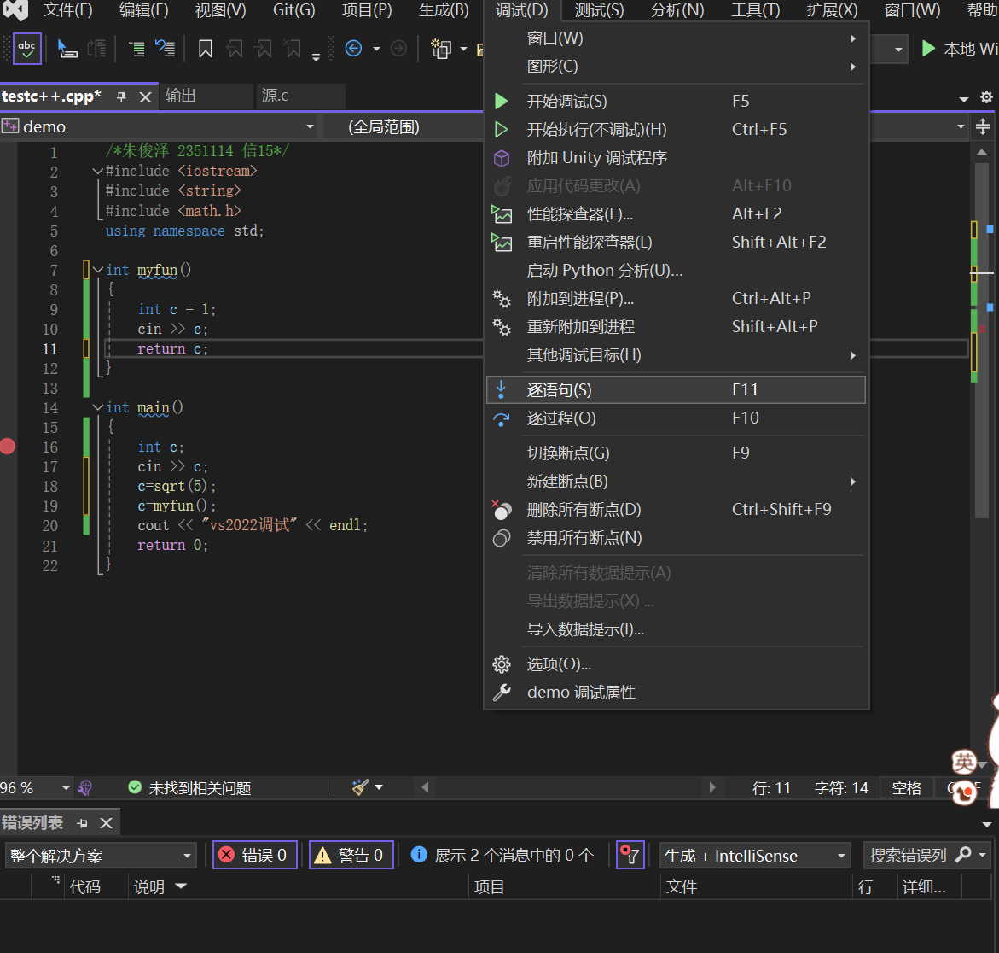 文件(F) 编辑(E) 视图(V) Git(G) 项目(P) 生成(B) 调试(D) 测试(S) 分析(N) 工具(T) 扩展(X) 窗口(W) 帮助
abc
本地 Wi
testc++.cpp* 输出 源.c
demo (全局范围)
1 /*朱俊泽 2351114 信15*/
2 #include <iostream>
3 #include <string>
4 #include <math.h>
5 using namespace std;
6
7 int myfun()
8 {
9 int c = 1;
10 cin >> c;
11 return c;
12 }
13
14 int main()
15 {
16 int c;
17 cin >> c;
18 c=sqrt(5);
19 c=myfun();
20 cout << "vs2022调试" << endl;
21 return 0;
22 }
窗口(W)
图形(C)
开始调试(S) F5
开始执行(不调试)(H) Ctrl+F5
附加 Unity 调试程序
应用代码更改(A) Alt+F10
性能探查器(F)... Alt+F2
重启性能探查器(L) Shift+Alt+F2
启动 Python 分析(U)...
附加到进程(P)... Ctrl+Alt+P
重新附加到进程 Shift+Alt+P
其他调试目标(H)
逐语句(S) F11
逐过程(O) F10
切换断点(G) F9
新建断点(B)
删除所有断点(D) Ctrl+Shift+F9
禁用所有断点(N)
清除所有数据提示(A)
导出数据提示(X) ...
导入数据提示(I)...
选项(O)...
demo 调试属性
英
96 % 未找到相关问题 行: 11 字符: 14 空格
错误列表
整个解决方案 错误 0 警告 0 展示 2 个消息中的 0 个 生成 + IntelliSense 搜索错误列
代码 说明 项目 文件 行 详细...